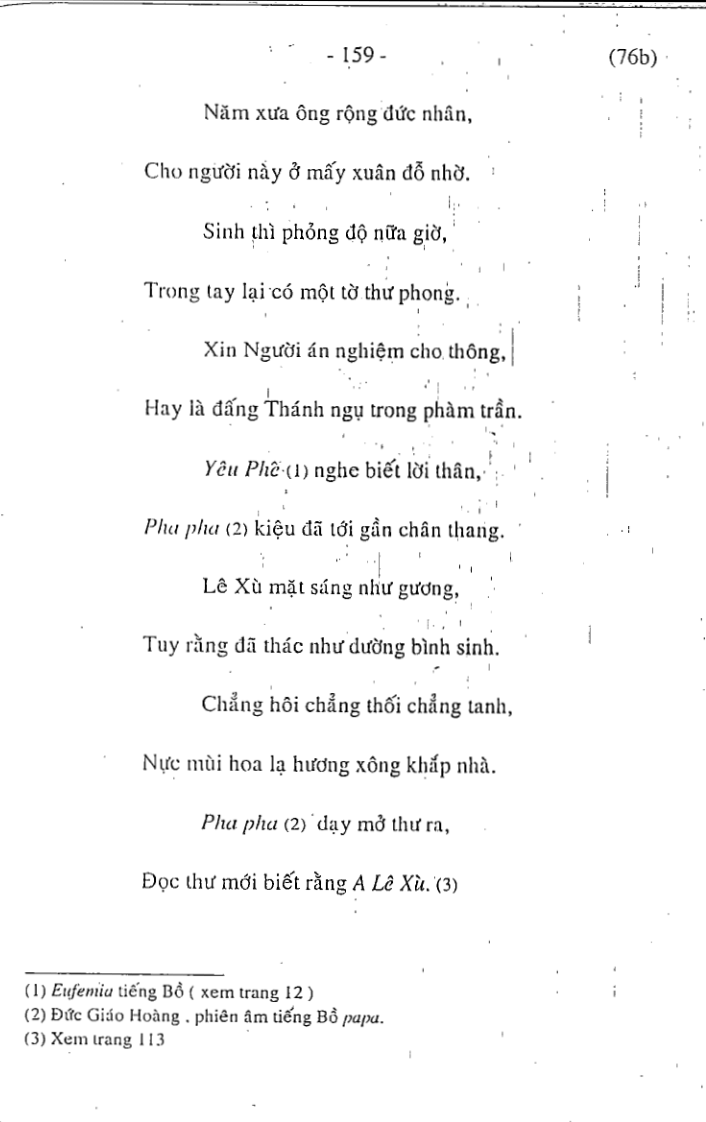 - 159 - (76b)
Năm xưa ông rộng đức nhân,
Cho người nầy ở mấy xuân đỗ nhờ.
Sinh thì phỏng độ nữa giờ,
Trong tay lại có một tờ thư phong.
Xin Người án nghiệm cho thông,
Hay là đấng Thánh ngụ trong phàm trần.
Yêu Phê (1) nghe biết lời thân,
Pha pha (2) kiệu đã tới gần chân thang.
Lê Xù mặt sáng như gương,
Tuy rằng đã thác như dường bình sinh.
Chẳng hôi chẳng thối chẳng tanh,
Nực mùi hoa lạ hương xông khắp nhà.
Pha pha (2) dạy mở thư ra,
Đọc thư mới biết rằng A Lê Xù. (3)
(1) Eufemia tiếng Bồ ( xem trang 12 )
(2) Đức Giáo Hoàng . phiên âm tiếng Bồ papa.
(3) Xem trang 113